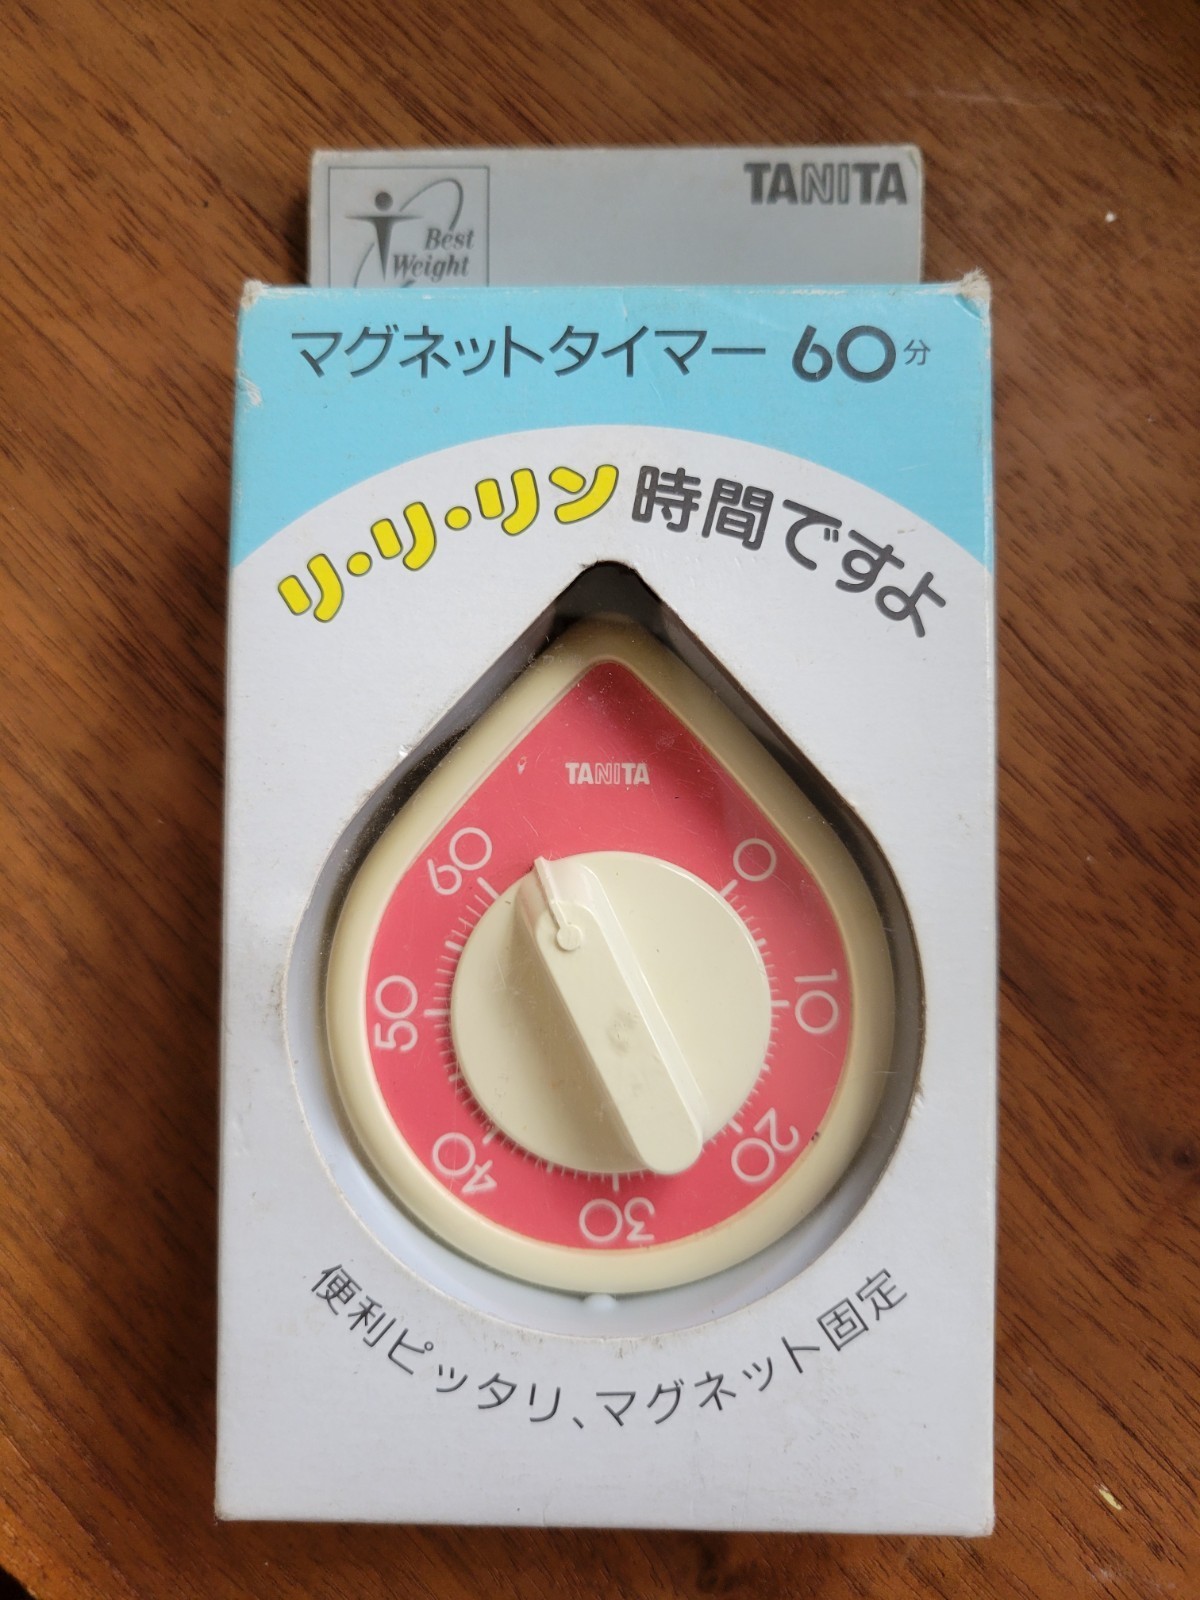 TANITA
Best
Weight
マグネットタイマー 60分
リ・リ・リン 時間ですよ
TANITA
0
10
20
30
40
50
60
便利ピッタリ、マグネット固定